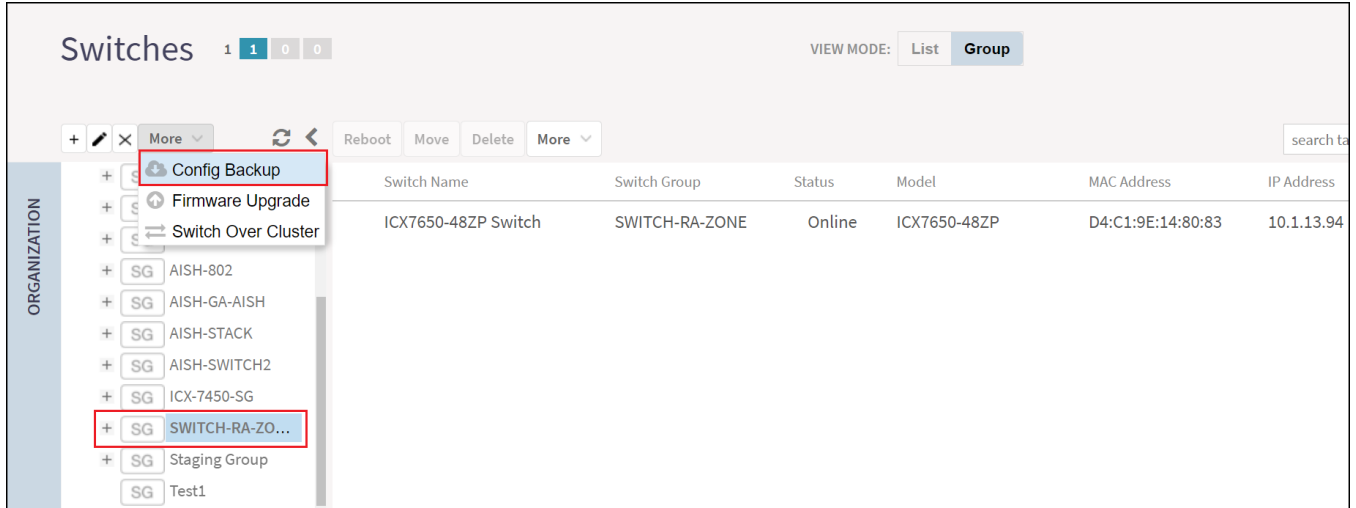 Switches 1 1 0 0 VIEW MODE: List Group
More Reboot Move Delete More search ta
Config Backup
Firmware Upgrade
Switch Over Cluster
ORGANIZATION
Switch Name Switch Group Status Model MAC Address IP Address
ICX7650-48ZP Switch SWITCH-RA-ZONE Online ICX7650-48ZP D4:C1:9E:14:80:83 10.1.13.94
SG AISH-802
SG AISH-GA-AISH
SG AISH-STACK
SG AISH-SWITCH2
SG ICX-7450-SG
SG SWITCH-RA-ZO...
SG Staging Group
SG Test1